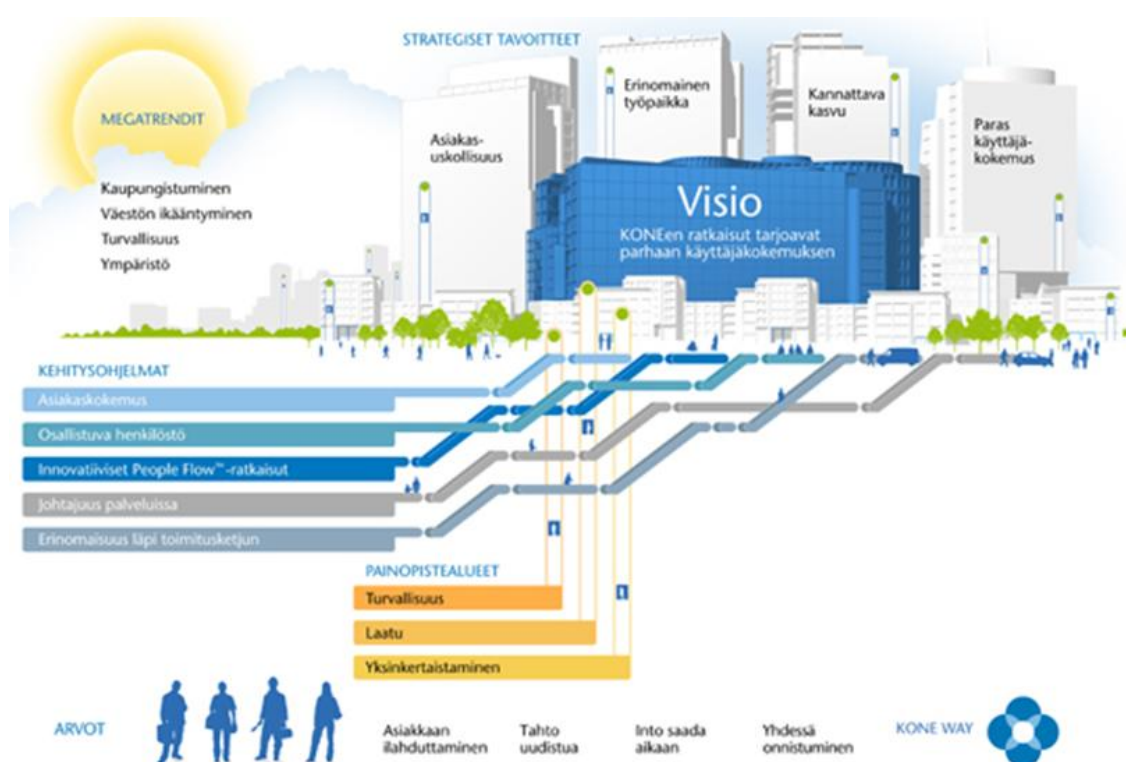 STRATEGISET TAVOITTEET
MEGATRENDIT
Kaupungistuminen
Väestön ikääntyminen
Turvallisuus
Ympäristö
Asiakas-
uskollisuus
Erinomainen
työpaikka
Kannattava
kasvu
Paras
käyttäjä-
kokemus
Visio
KONEen ratkaisut tarjoavat
parhaan käyttäjäkokemuksen
KEHITYSOHJELMAT
Asiakaskokemus
Osallistuva henkilöstö
Innovatiiviset People Flow™-ratkaisut
Johtajuus palveluissa
Erinomaisuus läpi toimitusketjun
PAINOPISTEALUEET
Turvallisuus
Laatu
Yksinkertaistaminen
ARVOT
Asiakkaan
ilahduttaminen
Tahto
uudistua
Into saada
aikaan
Yhdessä
onnistuminen
KONE WAY